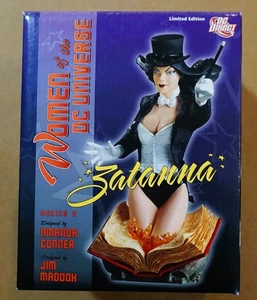 Limited Edition
DC DIRECT
WOMEN of the
DC UNIVERSE
Zatanna
SERIES 2
Designed by
AMANDA
CONNER
Sculpted by
JIM
MADDOX